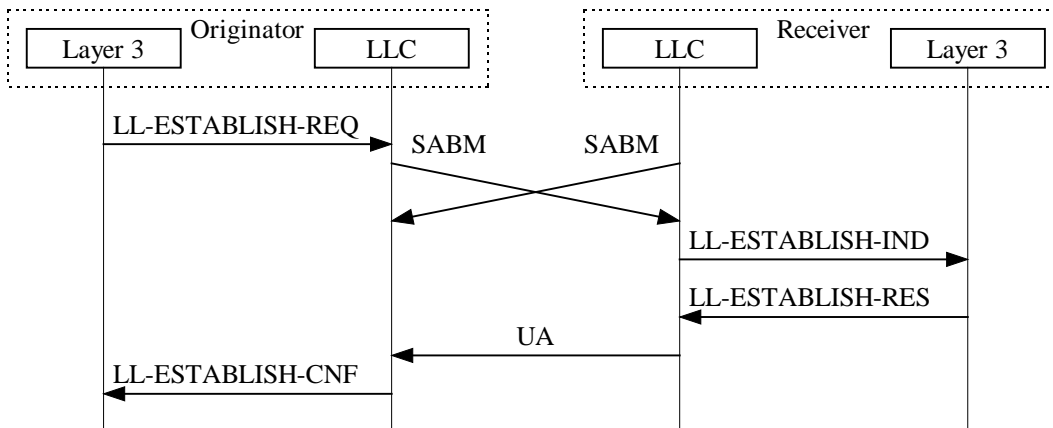 Originator
Receiver
Layer 3
LLC
LLC
Layer 3
LL-ESTABLISH-REQ
SABM
SABM
LL-ESTABLISH-IND
LL-ESTABLISH-RES
UA
LL-ESTABLISH-CNF